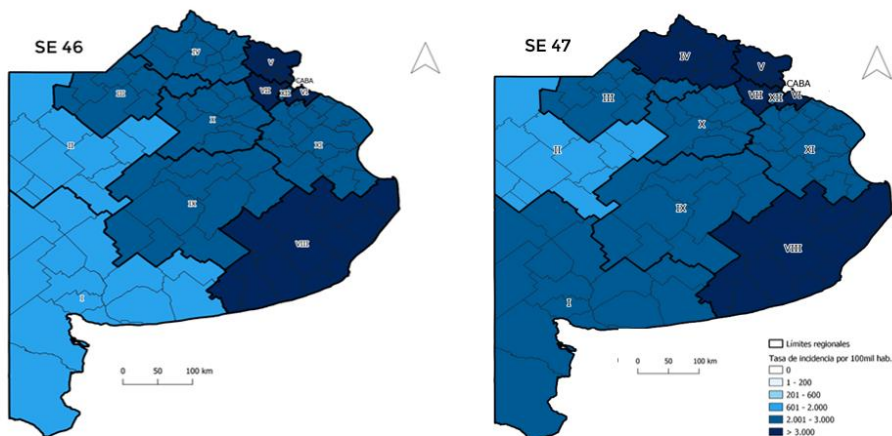 SE 46
IV
V
CABA
III
VII
XII
VI
X
II
XI
IX
VIII
I
0
50
100 km
SE 47
IV
V
CABA
III
VII
XII
VI
X
II
XI
IX
VIII
I
0
50
100 km
Límites regionales
Tasa de incidencia por 100mil hab.
0
1 - 200
201 - 600
601 - 2.000
2.001 - 3.000
> 3.000